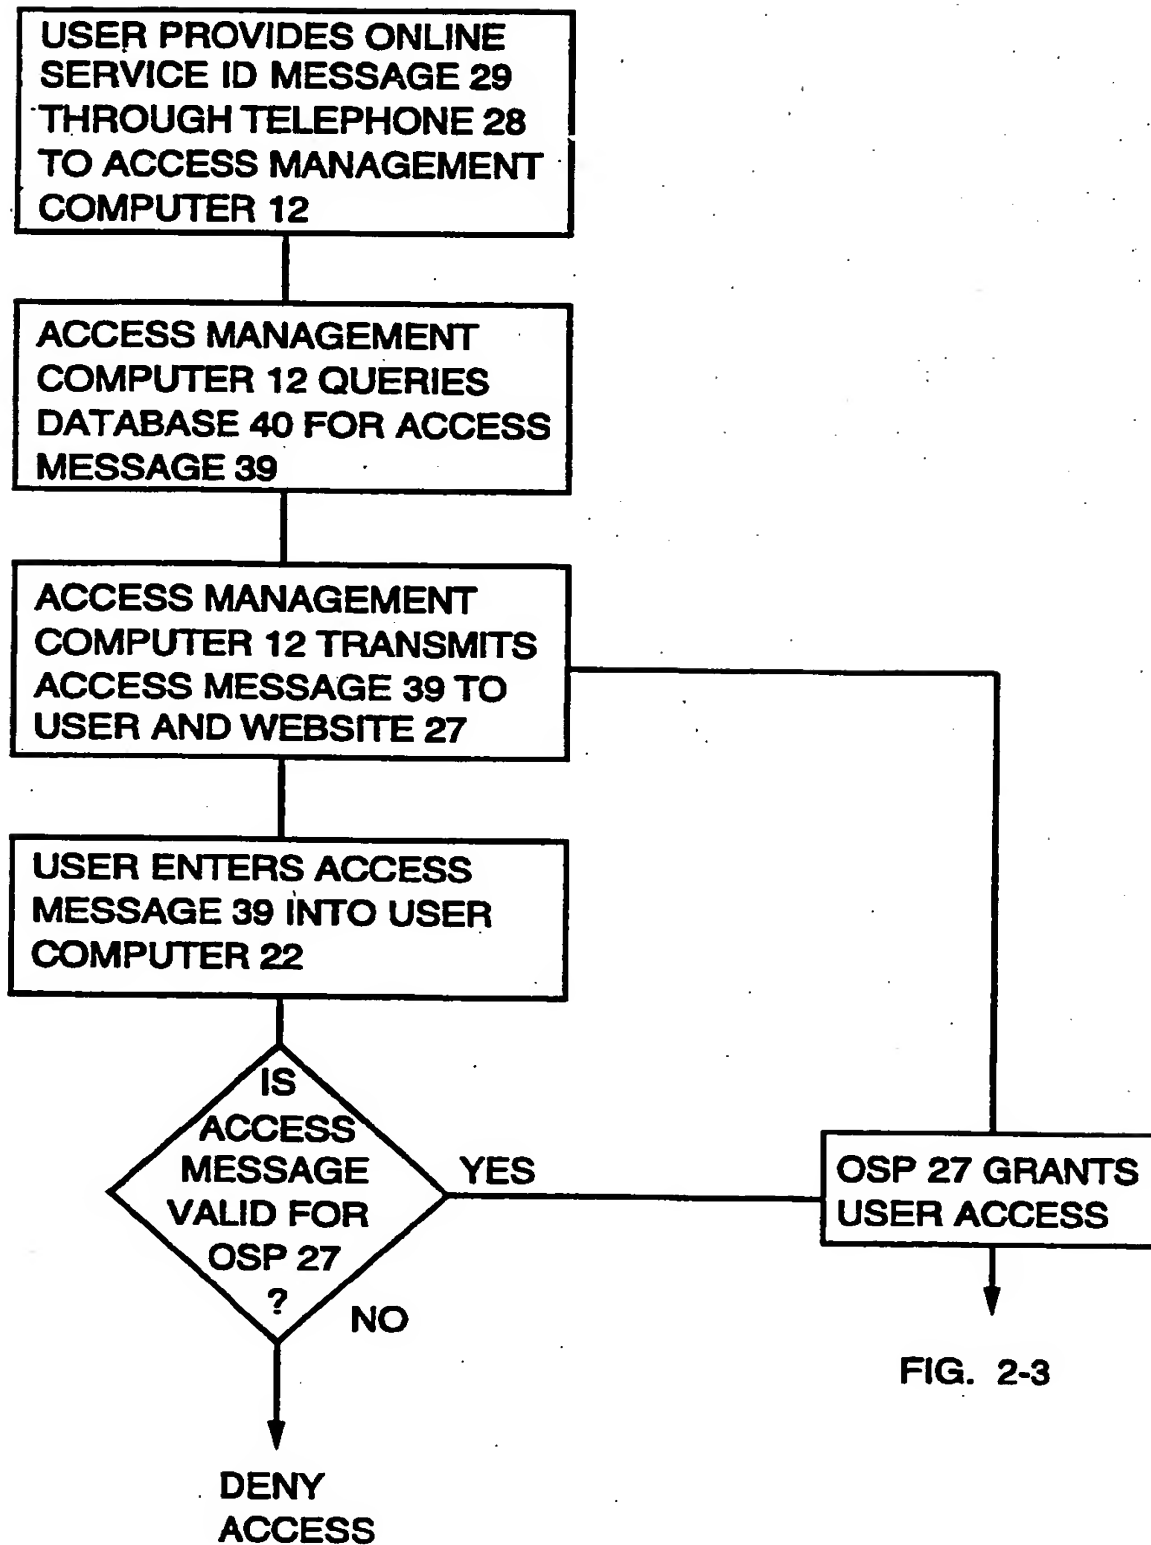 USER PROVIDES ONLINE
SERVICE ID MESSAGE 29
THROUGH TELEPHONE 28
TO ACCESS MANAGEMENT
COMPUTER 12
ACCESS MANAGEMENT
COMPUTER 12 QUERIES
DATABASE 40 FOR ACCESS
MESSAGE 39
ACCESS MANAGEMENT
COMPUTER 12 TRANSMITS
ACCESS MESSAGE 39 TO
USER AND WEBSITE 27
USER ENTERS ACCESS
MESSAGE 39 INTO USER
COMPUTER 22
IS
ACCESS
MESSAGE
VALID FOR
OSP 27
?
YES
NO
OSP 27 GRANTS
USER ACCESS
FIG. 2-3
DENY
ACCESS